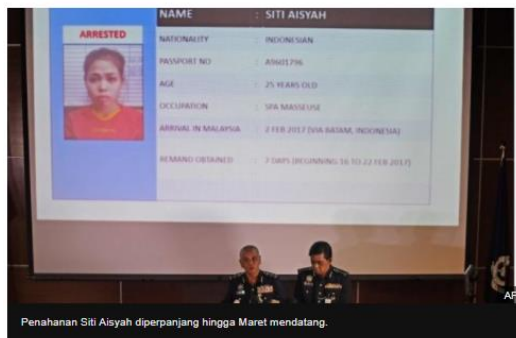 NAME : SITI AISYAH
ARRESTED
NATIONALITY : INDONESIAN
PASSPORT NO : A9601796
AGE : 25 YEARS OLD
OCCUPATION : SPA MASSEUSE
ARRIVAL IN MALAYSIA : 2 FEB 2017 (VIA BATAM, INDONESIA)
REMAND OBTAINED : 7 DAYS (BEGINNING 16 TO 22 FEB 2017)
Penahanan Siti Aisyah diperpanjang hingga Maret mendatang.